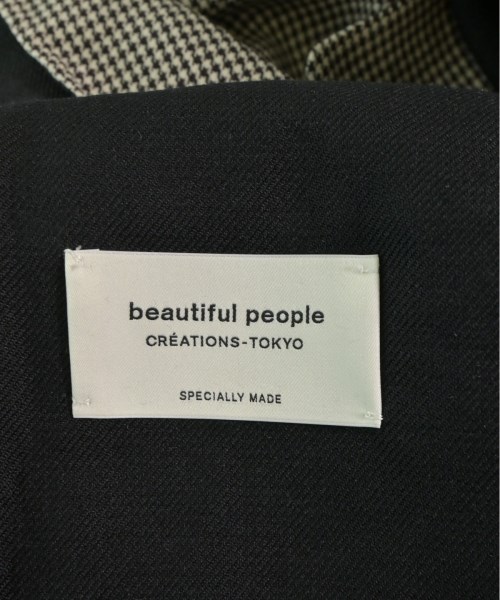 beautiful people
CRÉATIONS-TOKYO
SPECIALLY MADE